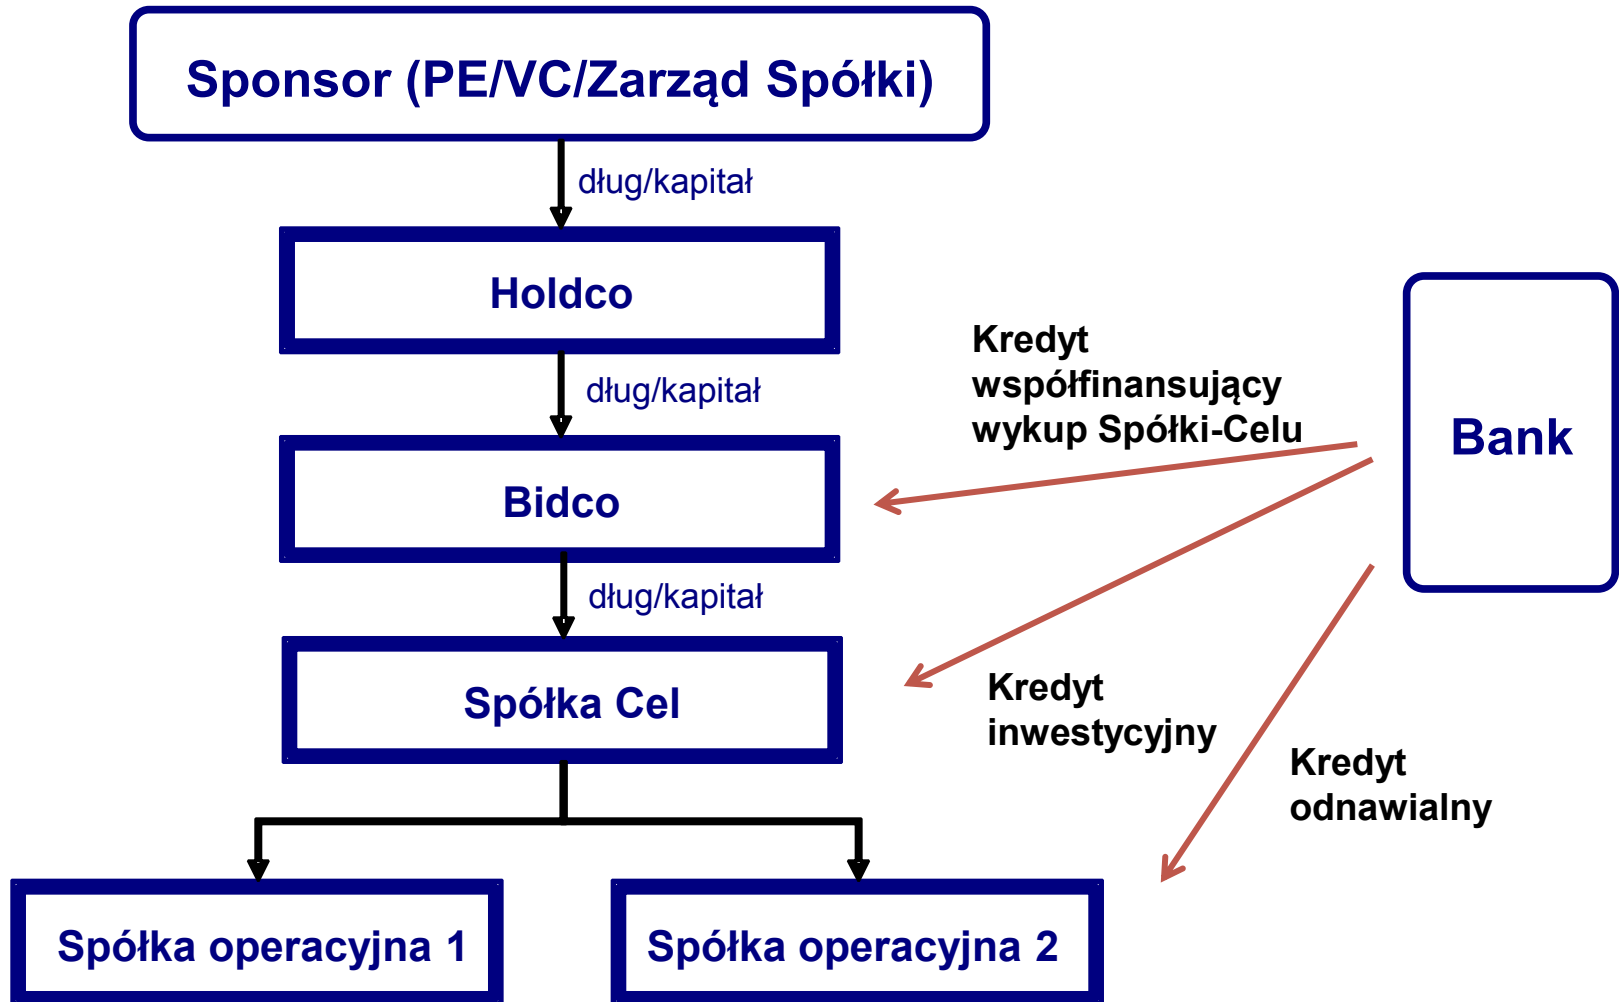 Sponsor (PE/VC/Zarząd Spółki)
dług/kapitał
Holdco
dług/kapitał
Bidco
dług/kapitał
Spółka Cel
Spółka operacyjna 1
Spółka operacyjna 2
Kredyt
współfinansujący
wykup Spółki-Celu
Bank
Kredyt
inwestycyjny
Kredyt
odnawialny